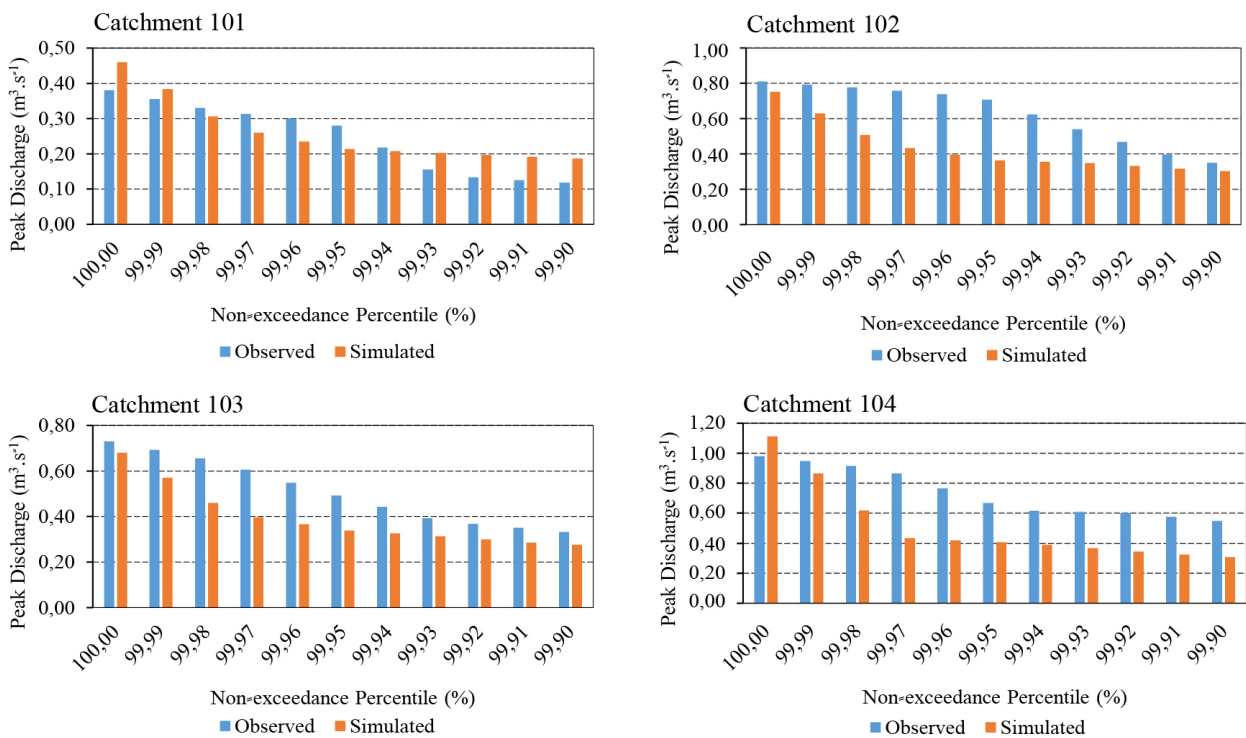 Catchment 101
Peak Discharge (m³.s⁻¹)
0,50
0,40
0,30
0,20
0,10
0,00
100,00 99,99 99,98 99,97 99,96 99,95 99,94 99,93 99,92 99,91 99,90
Non-exceedance Percentile (%)
Observed Simulated
Catchment 102
Peak Discharge (m³.s⁻¹)
1,00
0,80
0,60
0,40
0,20
0,00
100,00 99,99 99,98 99,97 99,96 99,95 99,94 99,93 99,92 99,91 99,90
Non-exceedance Percentile (%)
Observed Simulated
Catchment 103
Peak Discharge (m³.s⁻¹)
0,80
0,60
0,40
0,20
0,00
100,00 99,99 99,98 99,97 99,96 99,95 99,94 99,93 99,92 99,91 99,90
Non-exceedance Percentile (%)
Observed Simulated
Catchment 104
Peak Discharge (m³.s⁻¹)
1,20
1,00
0,80
0,60
0,40
0,20
0,00
100,00 99,99 99,98 99,97 99,96 99,95 99,94 99,93 99,92 99,91 99,90
Non-exceedance Percentile (%)
Observed Simulated